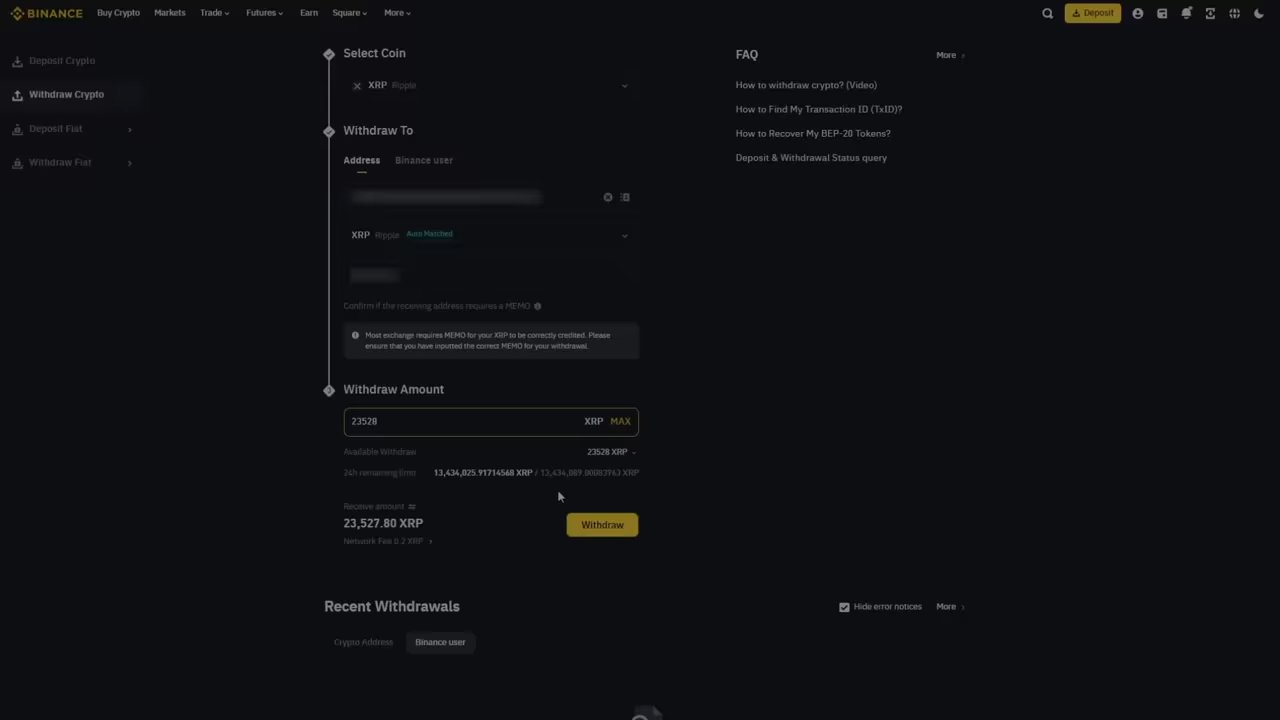 BINANCE Buy Crypto Markets Trade Futures Earn Square More Deposit
Deposit Crypto
Withdraw Crypto
Deposit Fiat
Withdraw Fiat
Select Coin
XRP Ripple
Withdraw To
Address Binance user
XRP Ripple Auto Matched
Confirm if the receiving address requires a MEMO
Most exchange requires MEMO for your XRP to be correctly credited. Please
ensure that you have inputted the correct MEMO for your withdrawal.
Withdraw Amount
23528 XRP MAX
Available Withdraw 23528 XRP
24h remaining limit 13,434,025.91714568 XRP / 13,434,089.00083963 XRP
Receive amount
23,527.80 XRP
Withdraw
Network Fee 0.2 XRP
FAQ More
How to withdraw crypto? (Video)
How to Find My Transaction ID (TxID)?
How to Recover My BEP-20 Tokens?
Deposit & Withdrawal Status query
Recent Withdrawals
Hide error notices More
Crypto Address Binance user